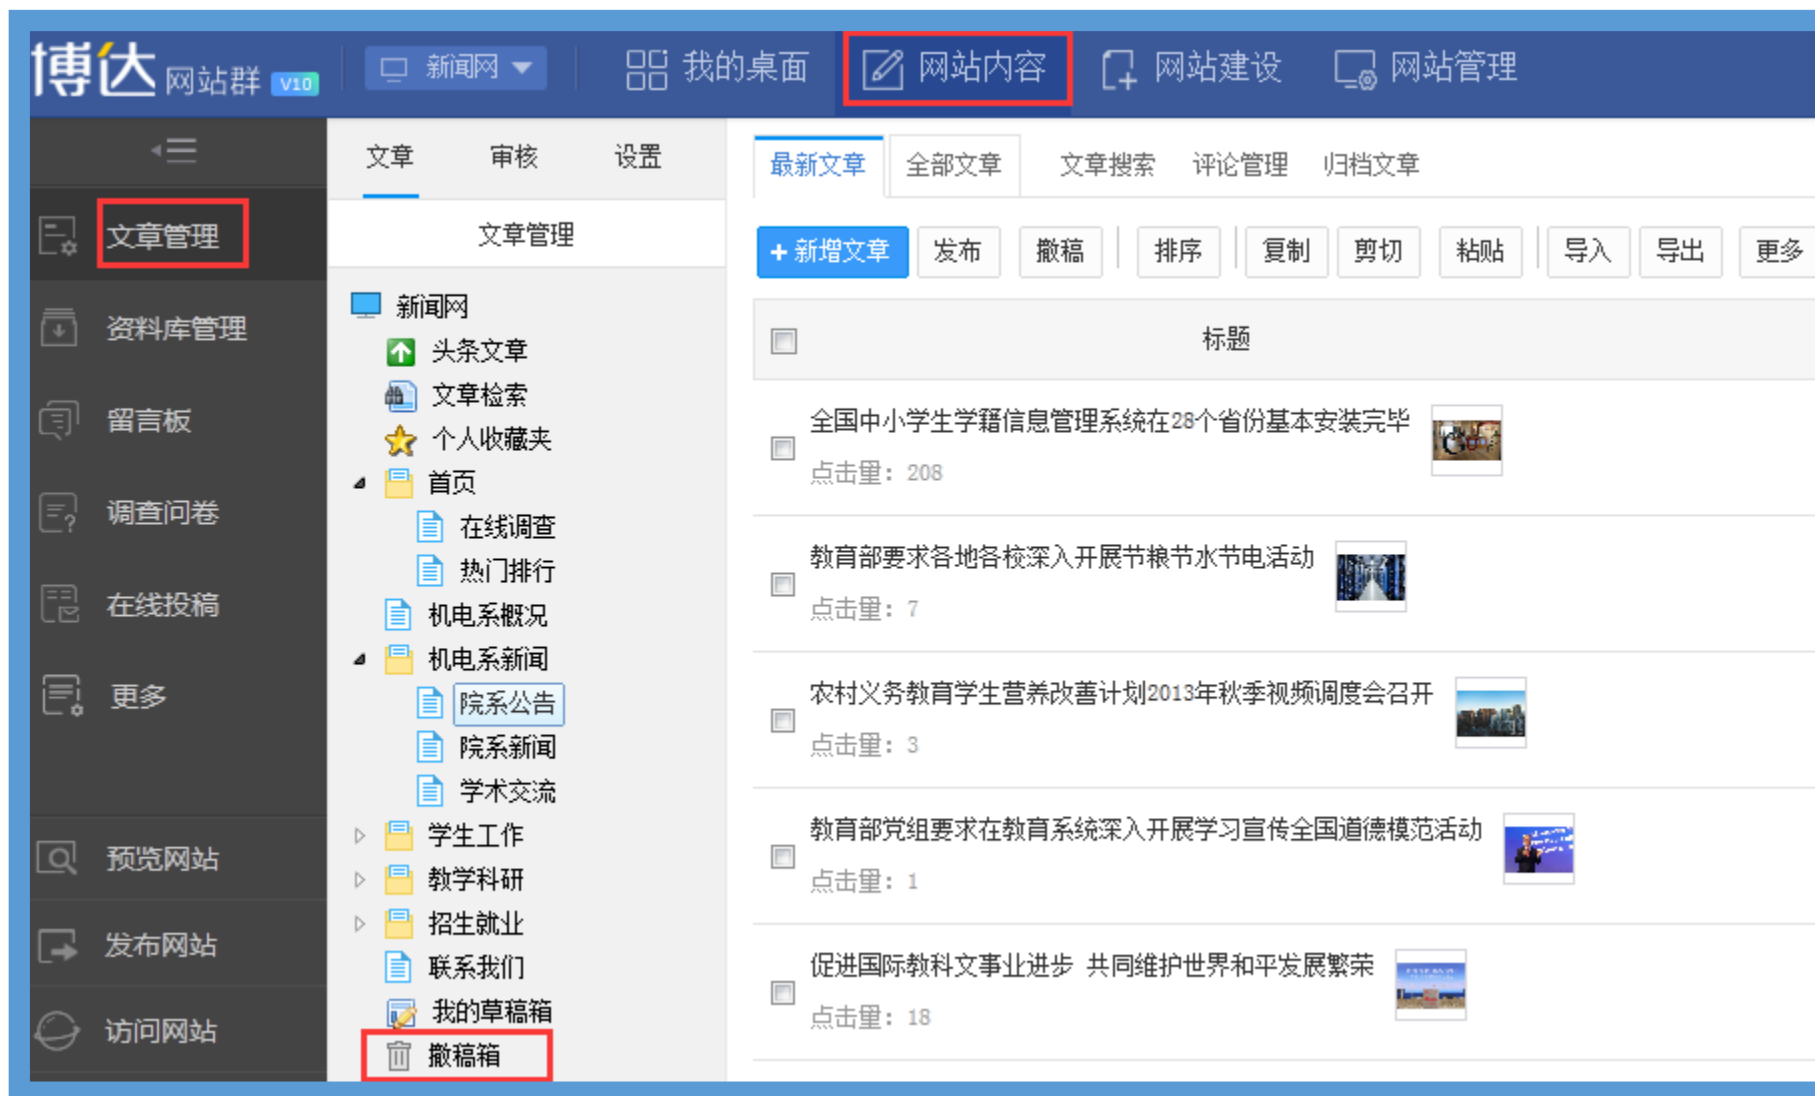 博达 网站群 V10 新闻网 我的桌面 网站内容 网站建设 网站管理
文章管理
资料库管理
留言板
调查问卷
在线投稿
更多
预览网站
发布网站
访问网站
文章 审核 设置
文章管理
新闻网
头条文章
文章检索
个人收藏夹
首页
在线调查
热门排行
机电系概况
机电系新闻
院系公告
院系新闻
学术交流
学生工作
教学科研
招生就业
联系我们
我的草稿箱
撤稿箱
最新文章 全部文章 文章搜索 评论管理 归档文章
+ 新增文章 发布 撤稿 排序 复制 剪切 粘贴 导入 导出 更多
标题
全国中小学生学籍信息管理系统在28个省份基本安装完毕
点击量：208
教育部要求各地各校深入开展节粮节水节电活动
点击量：7
农村义务教育学生营养改善计划2013年秋季视频调度会召开
点击量：3
教育部党组要求在教育系统深入开展学习宣传全国道德模范活动
点击量：1
促进国际教科文事业进步 共同维护世界和平发展繁荣
点击量：18